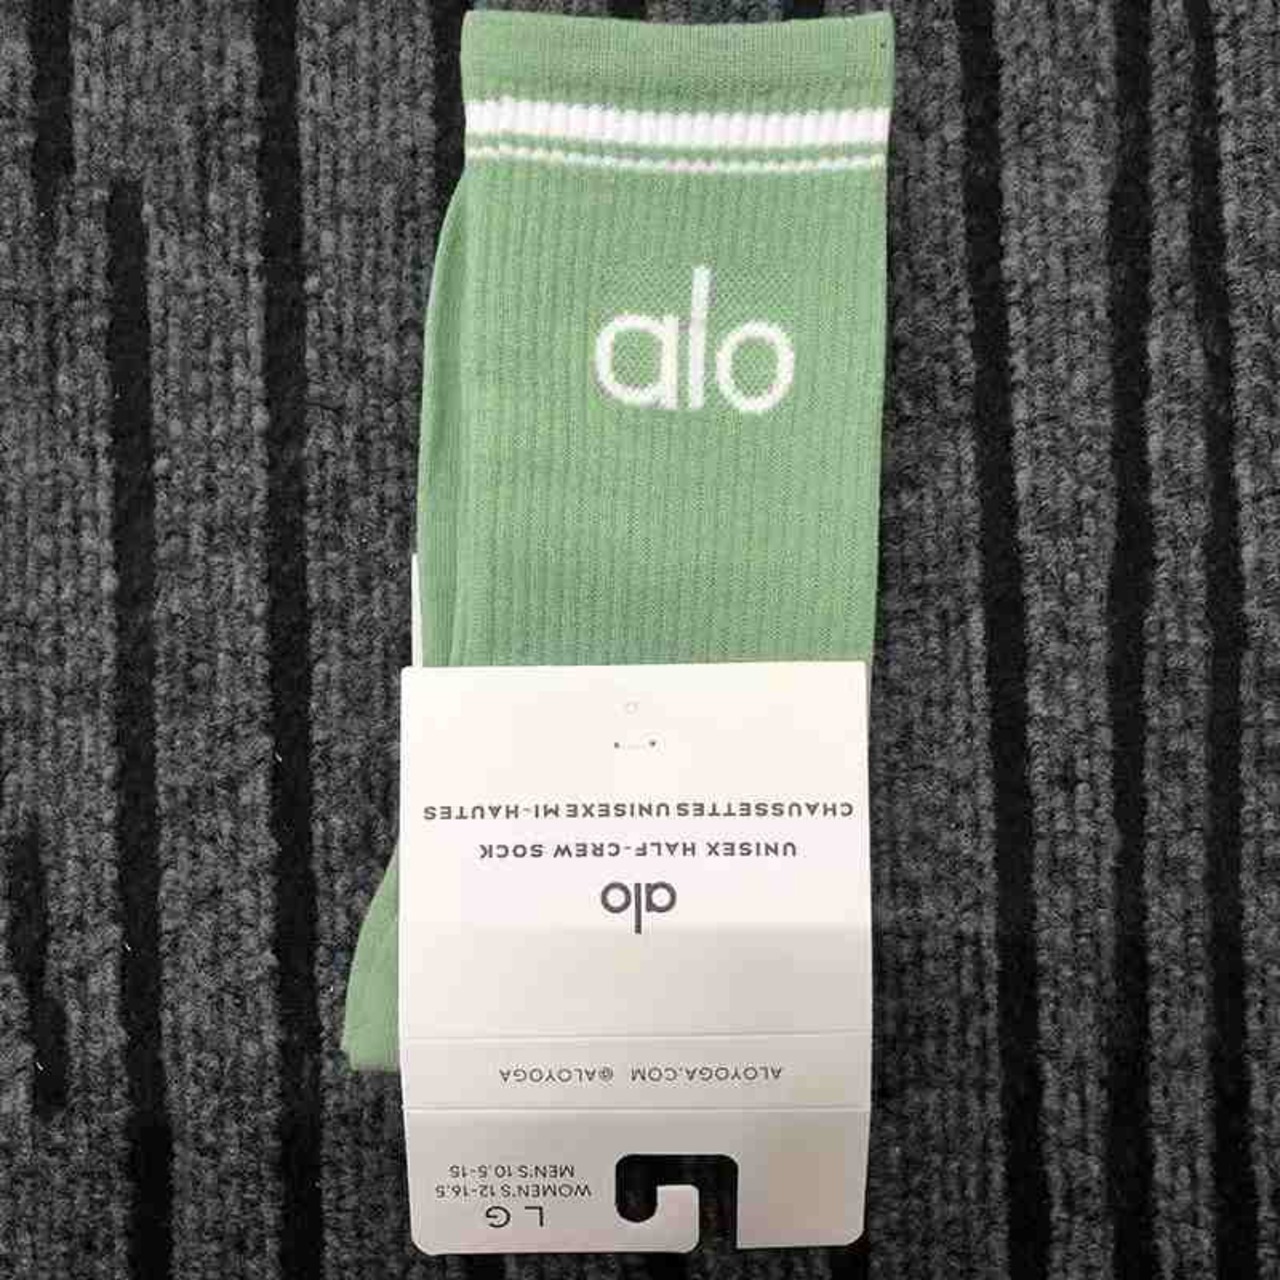 alo
L G
WOMEN'S 12-16.5
MEN'S 10.5-15
ALOYOGA.COM @ALOYOGA
alo
UNISEX HALF-CREW SOCK
CHAUSSETTES UNISEXE MI-HAUTES